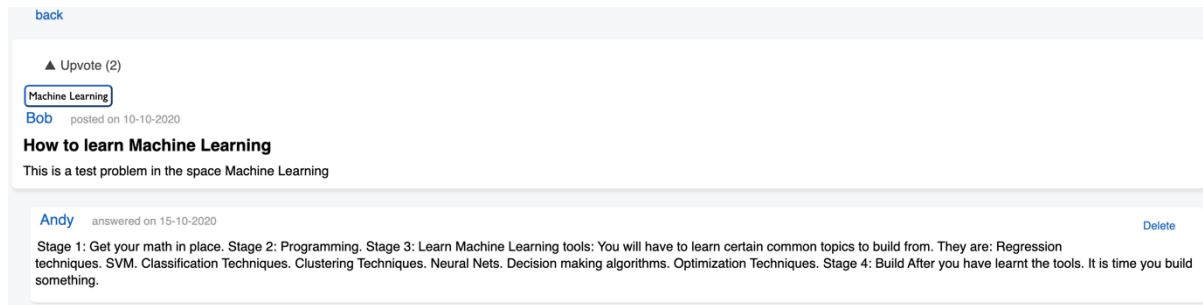 back
▲ Upvote (2)
Machine Learning
Bob posted on 10-10-2020
How to learn Machine Learning
This is a test problem in the space Machine Learning
Andy answered on 15-10-2020
Delete
Stage 1: Get your math in place. Stage 2: Programming. Stage 3: Learn Machine Learning tools: You will have to learn certain common topics to build from. They are: Regression
techniques. SVM. Classification Techniques. Clustering Techniques. Neural Nets. Decision making algorithms. Optimization Techniques. Stage 4: Build After you have learnt the tools. It is time you build
something.